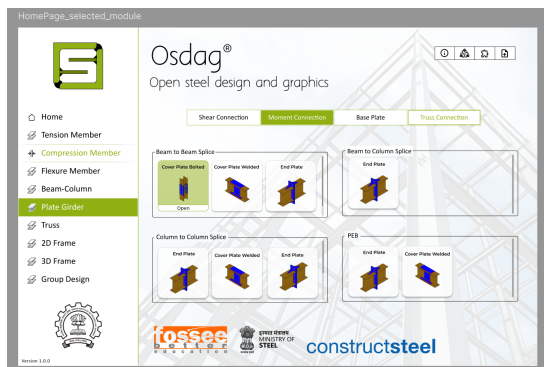 HomePage_selected_module
Osdag®
Open steel design and graphics
Home
Tension Member
Compression Member
Flexure Member
Beam-Column
Plate Girder
Truss
2D Frame
3D Frame
Group Design
Version 1.0.0
Shear Connection
Moment Connection
Base Plate
Truss Connection
Beam to Beam Splice
Cover Plate Bolted
Open
Cover Plate Welded
End Plate
Beam to Column Splice
End Plate
Column to Column Splice
End Plate
Cover Plate Welded
End Plate
PEB
End Plate
Cover Plate Welded
fossee
better
education
इस्पात मंत्रालय
MINISTRY OF
STEEL
constructsteel